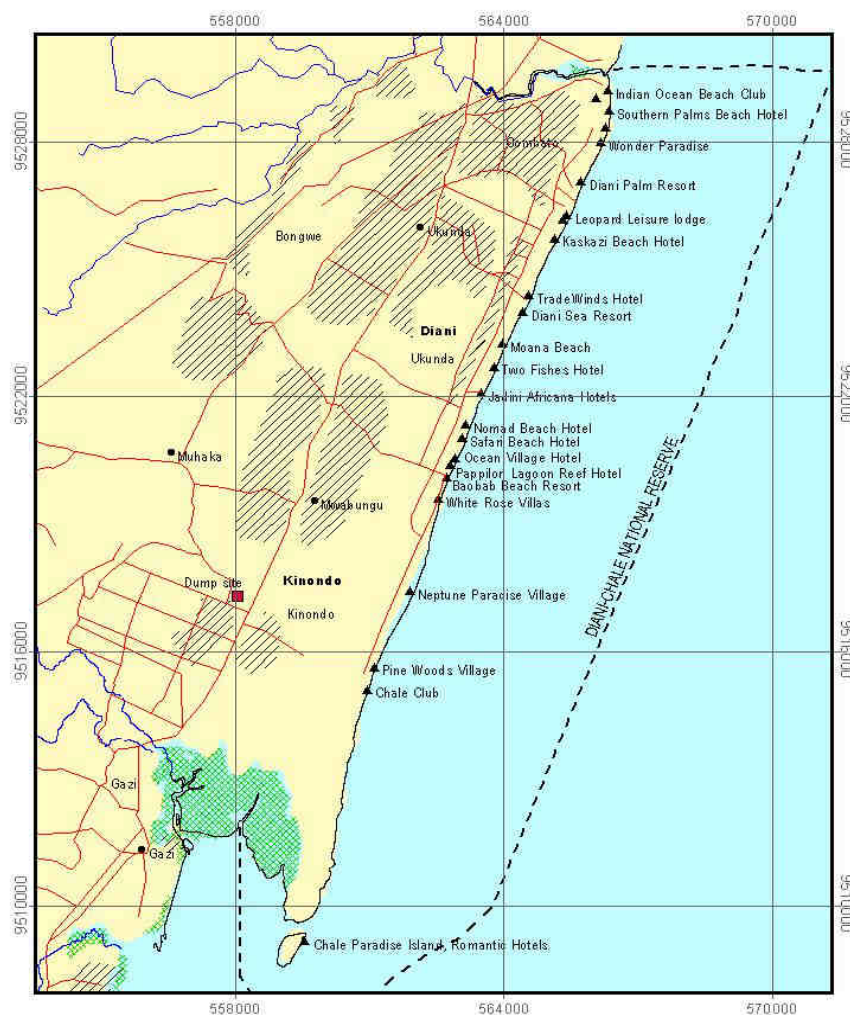 558000 564000 570000
Indian Ocean Beach Club
Southern Palms Beach Hotel
9528000
Gombato
Wonder Paradise
9528000
Diani Palm Resort
Leopard Leisure lodge
Ukunda
Bongwe
Kaskazi Beach Hotel
TradeWinds Hotel
Diani Sea Resort
Diani
Moana Beach
Ukunda
Two Fishes Hotel
9522000
Jadini Africana Hotels
9522000
Nomad Beach Hotel
Safari Beach Hotel
Muhaka
Ocean Village Hotel
Pappilon Lagoon Reef Hotel
Baobab Beach Resort
Mwabungu
White Rose Villas
DIANI-CHALE NATIONAL RESERVE
Dump site
Kinondo
Neptune Paradise Village
Kinondo
9516000
9516000
Pine Woods Village
Chale Club
Gazi
Gazi
9510000
9510000
Chale Paradise Island, Romantic Hotels.
558000 564000 570000